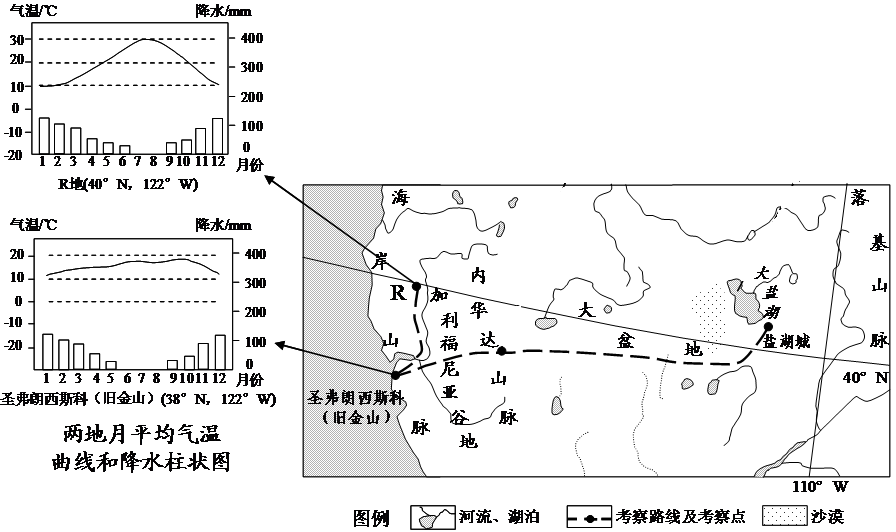 气温/℃ 降水/mm
30 400
20 300
10 200
0
-10 100
-20 0
1 2 3 4 5 6 7 8 9 10 11 12 月份
R地(40°N, 122°W)
气温/℃ 降水/mm
20 400
10 300
0 200
-10
-20 100
0
1 2 3 4 5 6 7 8 9 10 11 12 月份
圣弗朗西斯科（旧金山）(38°N, 122°W)
两地月平均气温
曲线和降水柱状图
海岸山脉
R
加利福尼亚谷地
内华达山脉
大盆地
大盐湖
盐湖城
落基山脉
圣弗朗西斯科
（旧金山）
40°N
110°W
图例 河流、湖泊 考察路线及考察点 沙漠